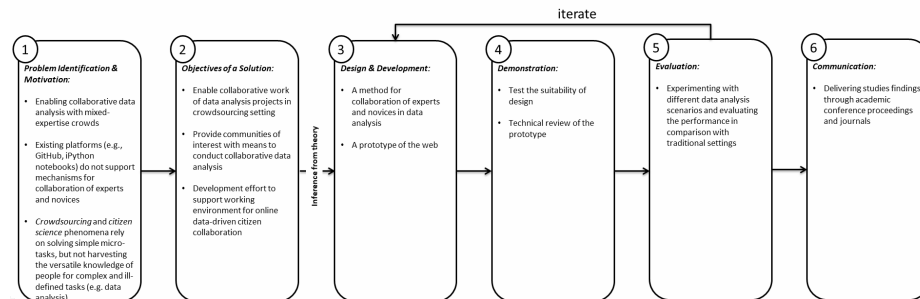 iterate
1
Problem Identification &
Motivation:
• Enabling collaborative data
analysis with mixed-
expertise crowds
• Existing platforms (e.g.,
GitHub, iPython
notebooks) do not support
mechanisms for
collaboration of experts
and novices
• Crowdsourcing and citizen
science phenomena rely
on solving simple micro-
tasks, but not harvesting
the versatile knowledge of
people for complex and ill-
defined tasks (e.g. data
analysis)
2
Objectives of a Solution:
• Enable collaborative work
of data analysis projects in
crowdsourcing setting
• Provide communities of
interest with means to
conduct collaborative data
analysis
• Development effort to
support working
environment for online
data-driven citizen
collaboration
Inference from theory
3
Design & Development:
• A method for
collaboration of experts
and novices in data
analysis
• A prototype of the web
4
Demonstration:
• Test the suitability of
design
• Technical review of the
prototype
5
Evaluation:
• Experimenting with
different data analysis
scenarios and evaluating
the performance in
comparison with
traditional settings
6
Communication:
• Delivering studies findings
through academic
conference proceedings
and journals